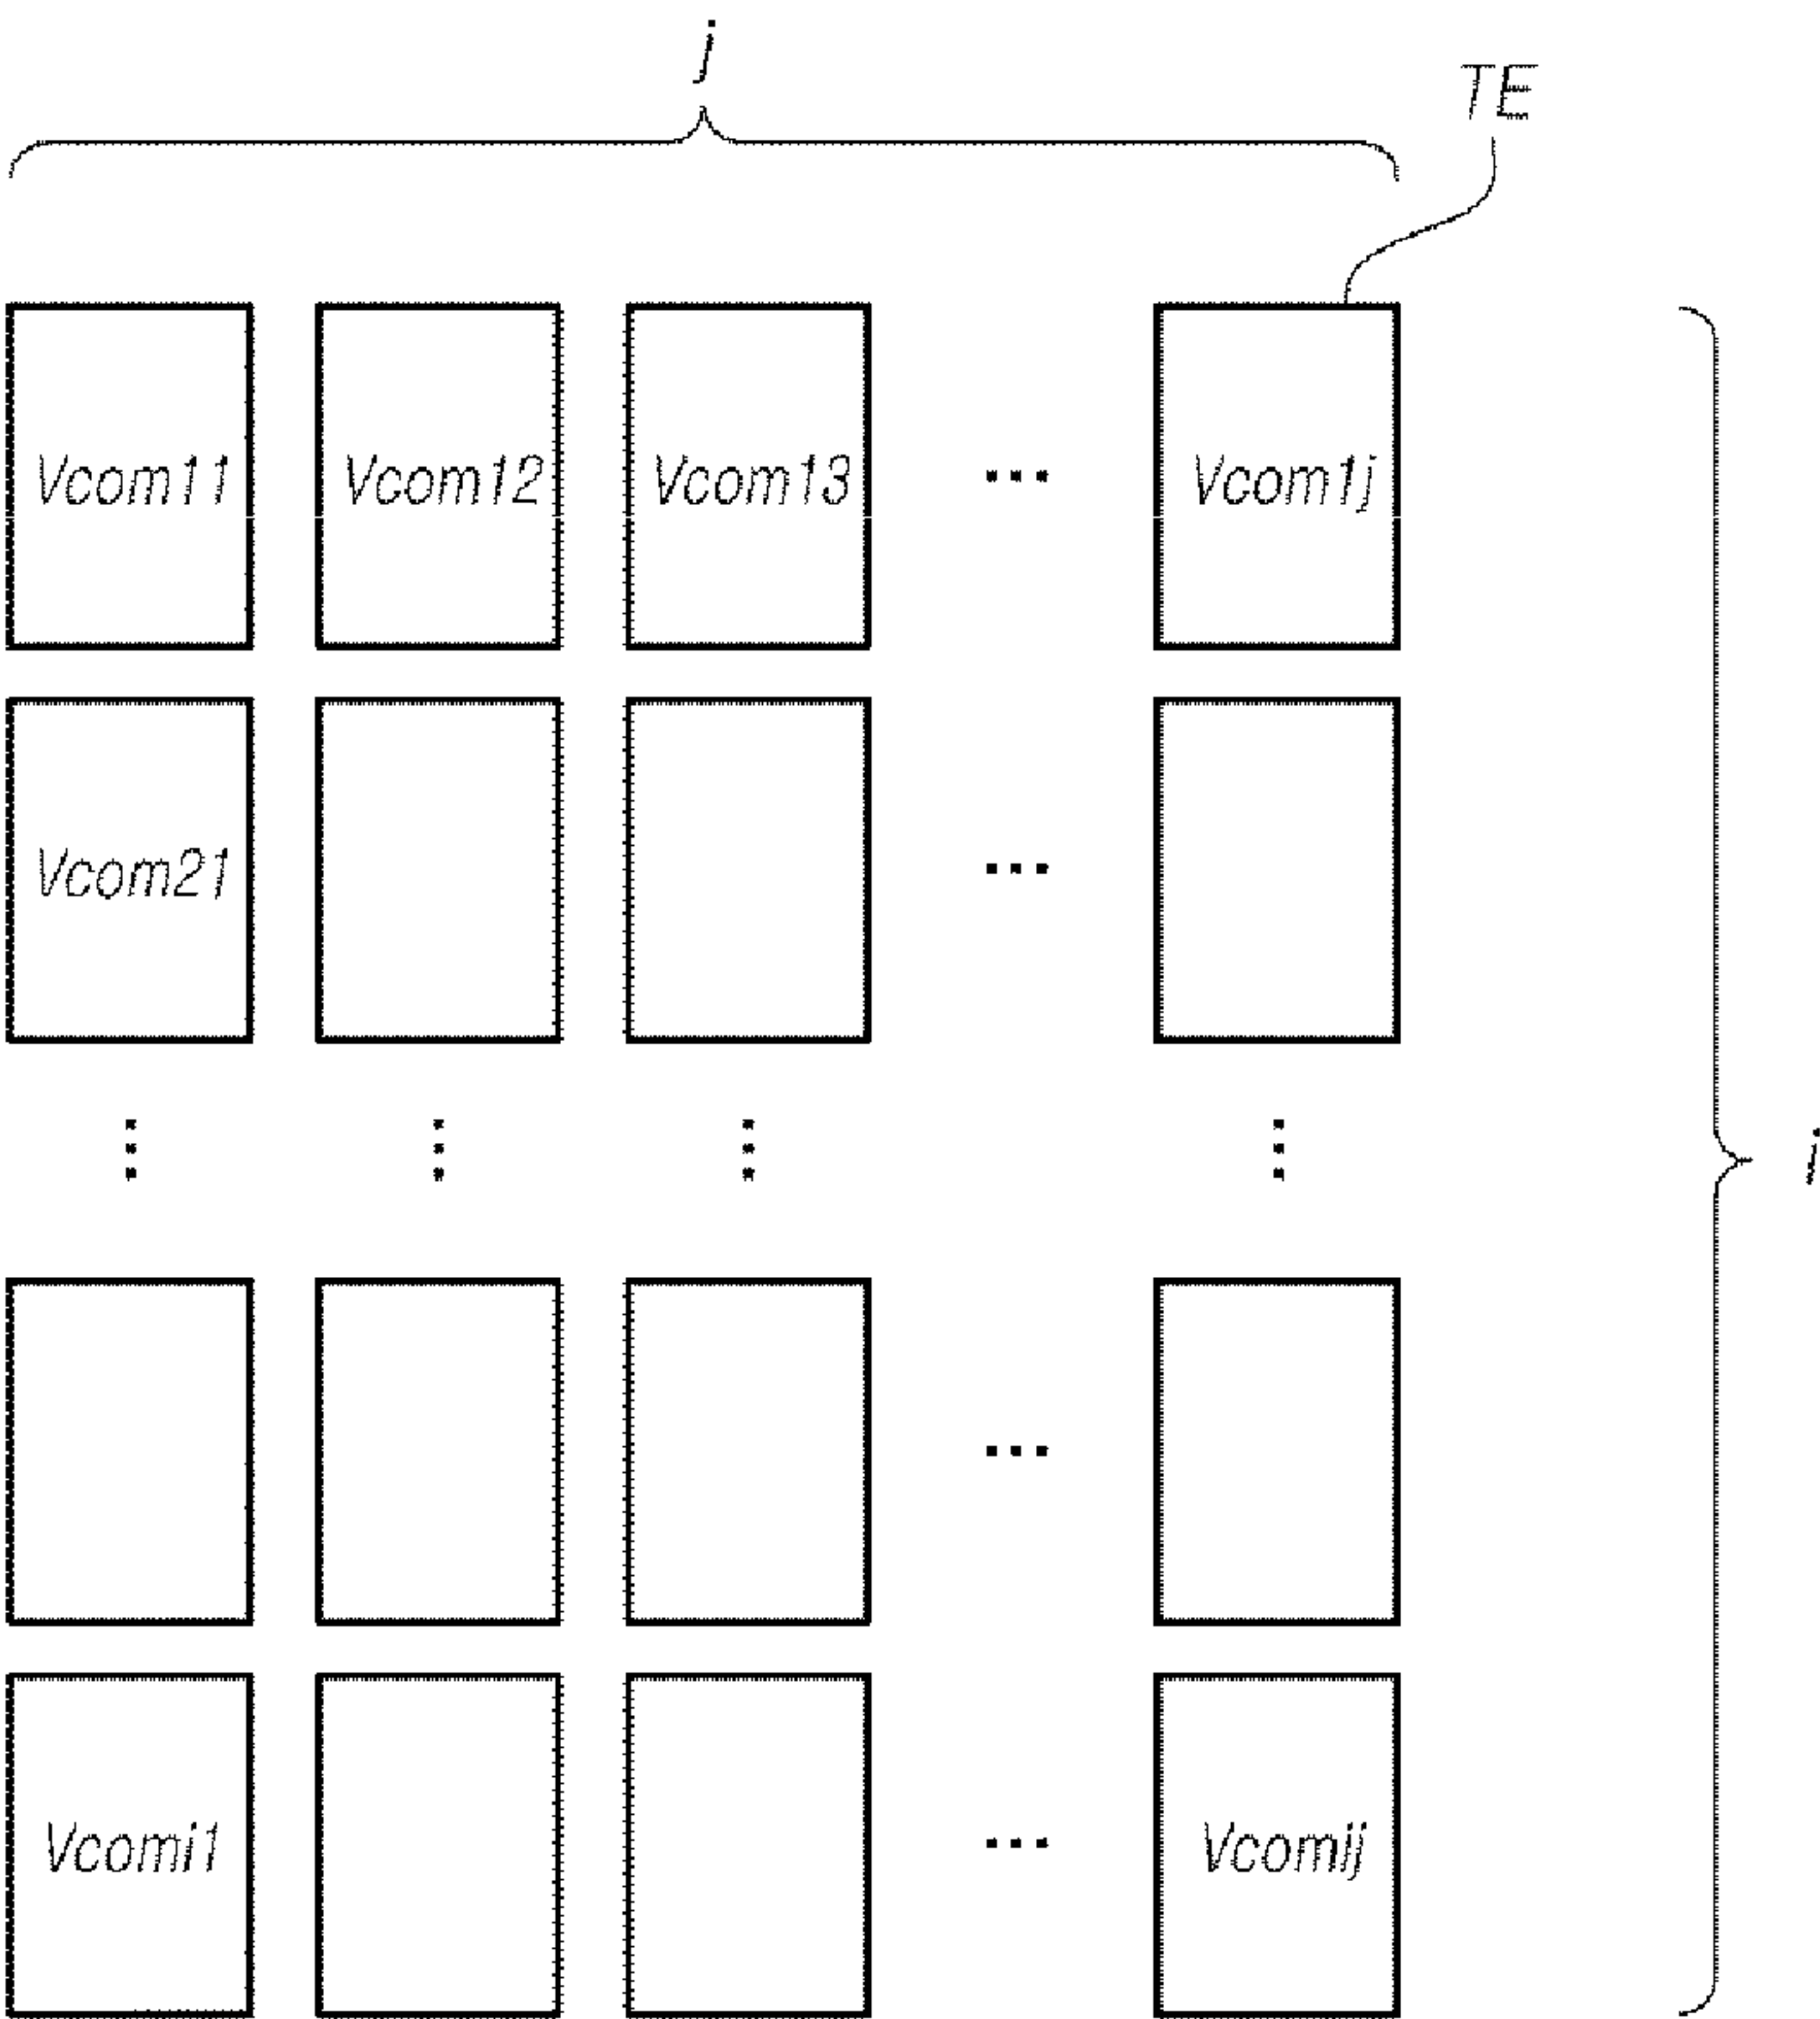 j
TE
Vcom11 Vcom12 Vcom13 ... Vcom1j
Vcom21 ...
i
...
Vcomi1 ... Vcomij